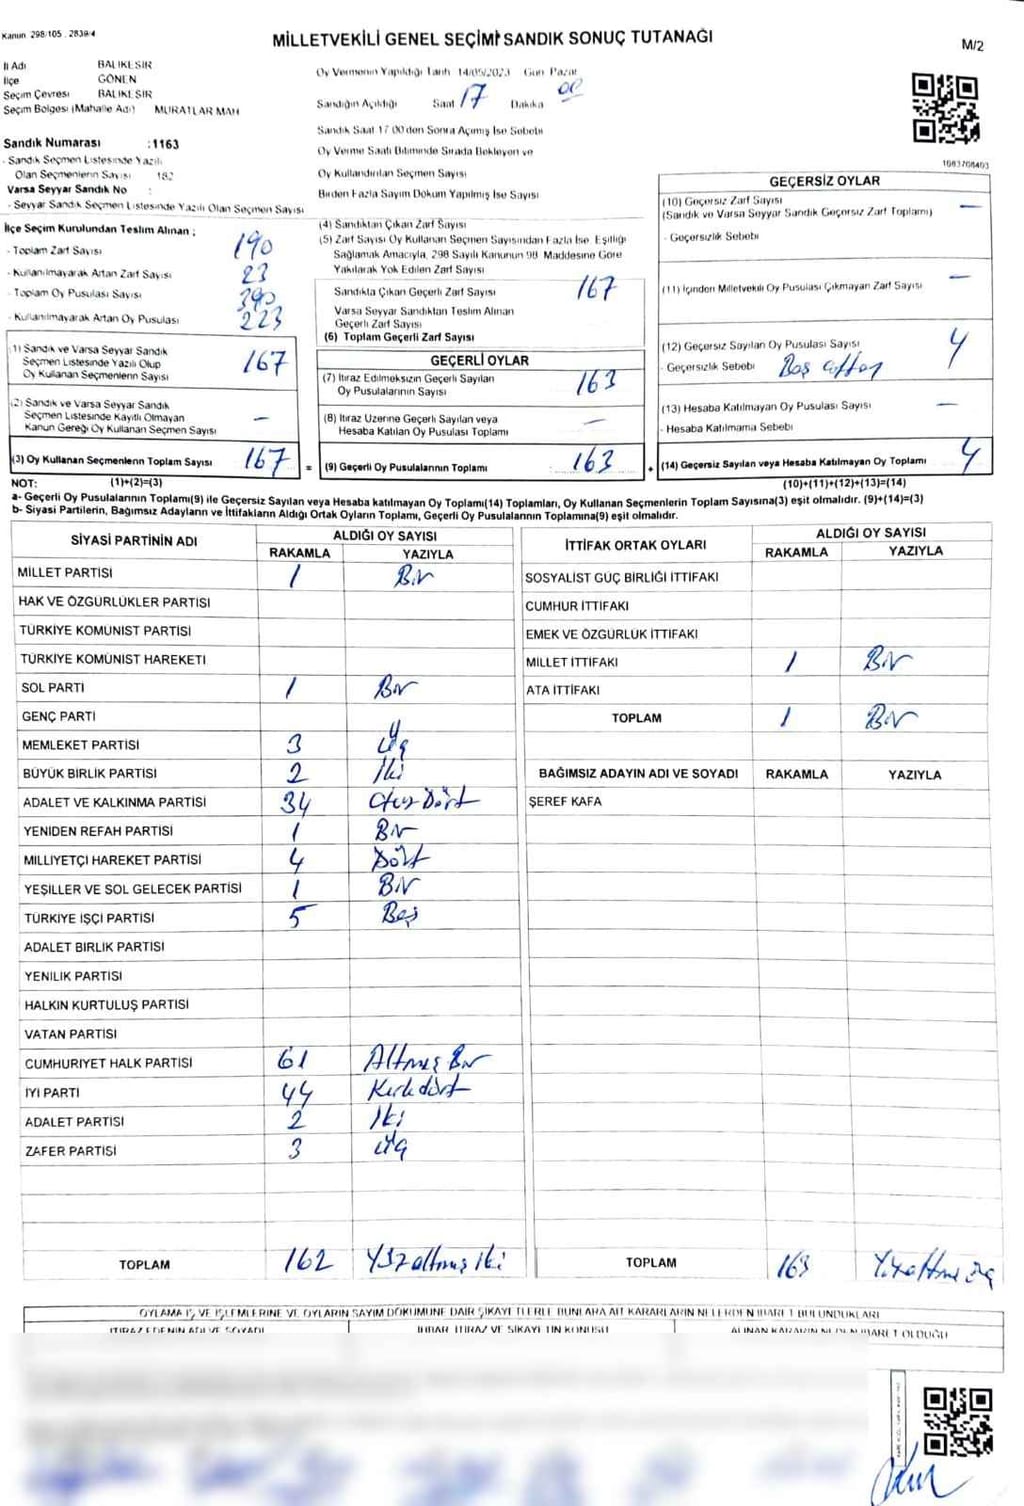 Kanun 298/105 . 2839/4
MİLLETVEKİLİ GENEL SEÇİMİ SANDIK SONUÇ TUTANAĞI
M/2
İl Adı BALIKESİR
İlçe GÖNEN
Seçim Çevresi BALIKESİR
Seçim Bölgesi (Mahalle Adı) MURATLAR MAH
Sandık Numarası :1163
- Sandık Seçmen Listesinde Yazılı
Olan Seçmenlerin Sayısı 182
Varsa Seyyar Sandık No :
- Seyyar Sandık Seçmen Listesinde Yazılı Olan Seçmen Sayısı
Oy Vermenin Yapıldığı Tarih 14/05/2023 Gün Pazar
Sandığın Açıldığı Saat 17 Dakika 00
Sandık Saat 17 00'den Sonra Açılmış İse Sebebi
Oy Verme Saati Bitiminde Sırada Bekleyen ve
Oy Kullandırılan Seçmen Sayısı
Birden Fazla Sayım Döküm Yapılmış İse Sayısı
1083708403
İlçe Seçim Kurulundan Teslim Alınan ;
- Toplam Zarf Sayısı 190
- Kullanılmayarak Artan Zarf Sayısı 23
- Toplam Oy Pusulası Sayısı 390
- Kullanılmayarak Artan Oy Pusulası 223
(1) Sandık ve Varsa Seyyar Sandık
Seçmen Listesinde Yazılı Olup
Oy Kullanan Seçmenlerin Sayısı 167
(2) Sandık ve Varsa Seyyar Sandık
Seçmen Listesinde Kayıtlı Olmayan
Kanun Gereği Oy Kullanan Seçmen Sayısı –
(3) Oy Kullanan Seçmenlerin Toplam Sayısı 167
(4) Sandıktan Çıkan Zarf Sayısı
(5) Zarf Sayısı Oy Kullanan Seçmen Sayısından Fazla İse, Eşitliği
Sağlamak Amacıyla, 298 Sayılı Kanunun 98. Maddesine Göre
Yakılarak Yok Edilen Zarf Sayısı
Sandıkta Çıkan Geçerli Zarf Sayısı 167
Varsa Seyyar Sandıktan Teslim Alınan
Geçerli Zarf Sayısı
(6) Toplam Geçerli Zarf Sayısı
GEÇERLİ OYLAR
(7) İtiraz Edilmeksizin Geçerli Sayılan
Oy Pusulalarının Sayısı 163
(8) İtiraz Üzerine Geçerli Sayılan veya
Hesaba Katılan Oy Pusulası Toplamı –
= (9) Geçerli Oy Pusulalarının Toplamı 163
GEÇERSİZ OYLAR
(10) Geçersiz Zarf Sayısı –
(Sandık ve Varsa Seyyar Sandık Geçersiz Zarf Toplamı)
- Geçersizlik Sebebi
(11) İçinden Milletvekili Oy Pusulası Çıkmayan Zarf Sayısı –
(12) Geçersiz Sayılan Oy Pusulası Sayısı 4
- Geçersizlik Sebebi Boş
(13) Hesaba Katılmayan Oy Pusulası Sayısı –
- Hesaba Katılmama Sebebi
+ (14) Geçersiz Sayılan veya Hesaba Katılmayan Oy Toplamı 4
NOT: (1)+(2)=(3) (10)+(11)+(12)+(13)=(14)
a- Geçerli Oy Pusulalarının Toplamı(9) ile Geçersiz Sayılan veya Hesaba katılmayan Oy Toplamı(14) Toplamları, Oy Kullanan Seçmenlerin Toplam Sayısına(3) eşit olmalıdır. (9)+(14)=(3)
b- Siyasi Partilerin, Bağımsız Adayların ve İttifakların Aldığı Ortak Oyların Toplamı, Geçerli Oy Pusulalarının Toplamına(9) eşit olmalıdır.
SİYASİ PARTİNİN ADI ALDIĞI OY SAYISI
RAKAMLA YAZIYLA
MİLLET PARTİSİ 1 Bir
HAK VE ÖZGÜRLÜKLER PARTİSİ
TÜRKİYE KOMÜNİST PARTİSİ
TÜRKİYE KOMÜNİST HAREKETİ
SOL PARTİ 1 Bir
GENÇ PARTİ
MEMLEKET PARTİSİ 3 Üç
BÜYÜK BİRLİK PARTİSİ 2 İki
ADALET VE KALKINMA PARTİSİ 34 Otuz Dört
YENİDEN REFAH PARTİSİ 1 Bir
MİLLİYETÇİ HAREKET PARTİSİ 4 Dört
YEŞİLLER VE SOL GELECEK PARTİSİ 1 Bir
TÜRKİYE İŞÇİ PARTİSİ 5 Beş
ADALET BİRLİK PARTİSİ
YENİLİK PARTİSİ
HALKIN KURTULUŞ PARTİSİ
VATAN PARTİSİ
CUMHURİYET HALK PARTİSİ 61 Altmış Bir
İYİ PARTİ 44 Kırkdört
ADALET PARTİSİ 2 İki
ZAFER PARTİSİ 3 Üç
TOPLAM 162 Yüzaltmış İki
İTTİFAK ORTAK OYLARI ALDIĞI OY SAYISI
RAKAMLA YAZIYLA
SOSYALİST GÜÇ BİRLİĞİ İTTİFAKI
CUMHUR İTTİFAKI
EMEK VE ÖZGÜRLÜK İTTİFAKI
MİLLET İTTİFAKI 1 Bir
ATA İTTİFAKI
TOPLAM 1 Bir
BAĞIMSIZ ADAYIN ADI VE SOYADI RAKAMLA YAZIYLA
ŞEREF KAFA
TOPLAM 163 Yüzaltmış üç
OYLAMA İŞ VE İŞLEMLERİNE VE OYLARIN SAYIM DÖKÜMÜNE DAİR ŞİKAYETLERLE BUNLARA AİT KARARLARIN NELERDEN İBARET BULUNDUKLARI
İTİRAZ EDENİN ADI VE SOYADI İHBAR İTİRAZ VE ŞİKAYETİN KONUSU ALINAN KARARIN NEDEN İBARET OLDUĞU